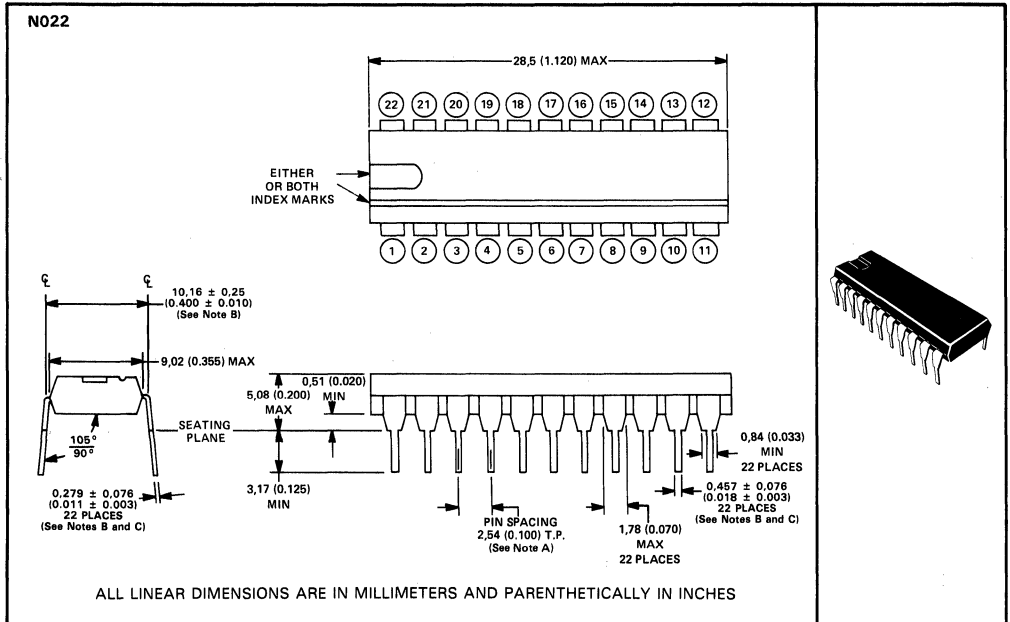 N022
28,5 (1.120) MAX
22 21 20 19 18 17 16 15 14 13 12
EITHER
OR BOTH
INDEX MARKS
1 2 3 4 5 6 7 8 9 10 11
℄ ℄
10,16 ± 0,25
(0.400 ± 0.010)
(See Note B)
9,02 (0.355) MAX
105°
90°
0,279 ± 0,076
(0.011 ± 0.003)
22 PLACES
(See Notes B and C)
SEATING
PLANE
5,08 (0.200)
MAX
0,51 (0.020)
MIN
3,17 (0.125)
MIN
PIN SPACING
2,54 (0.100) T.P.
(See Note A)
1,78 (0.070)
MAX
22 PLACES
0,84 (0.033)
MIN
22 PLACES
0,457 ± 0,076
(0.018 ± 0.003)
22 PLACES
(See Notes B and C)
ALL LINEAR DIMENSIONS ARE IN MILLIMETERS AND PARENTHETICALLY IN INCHES